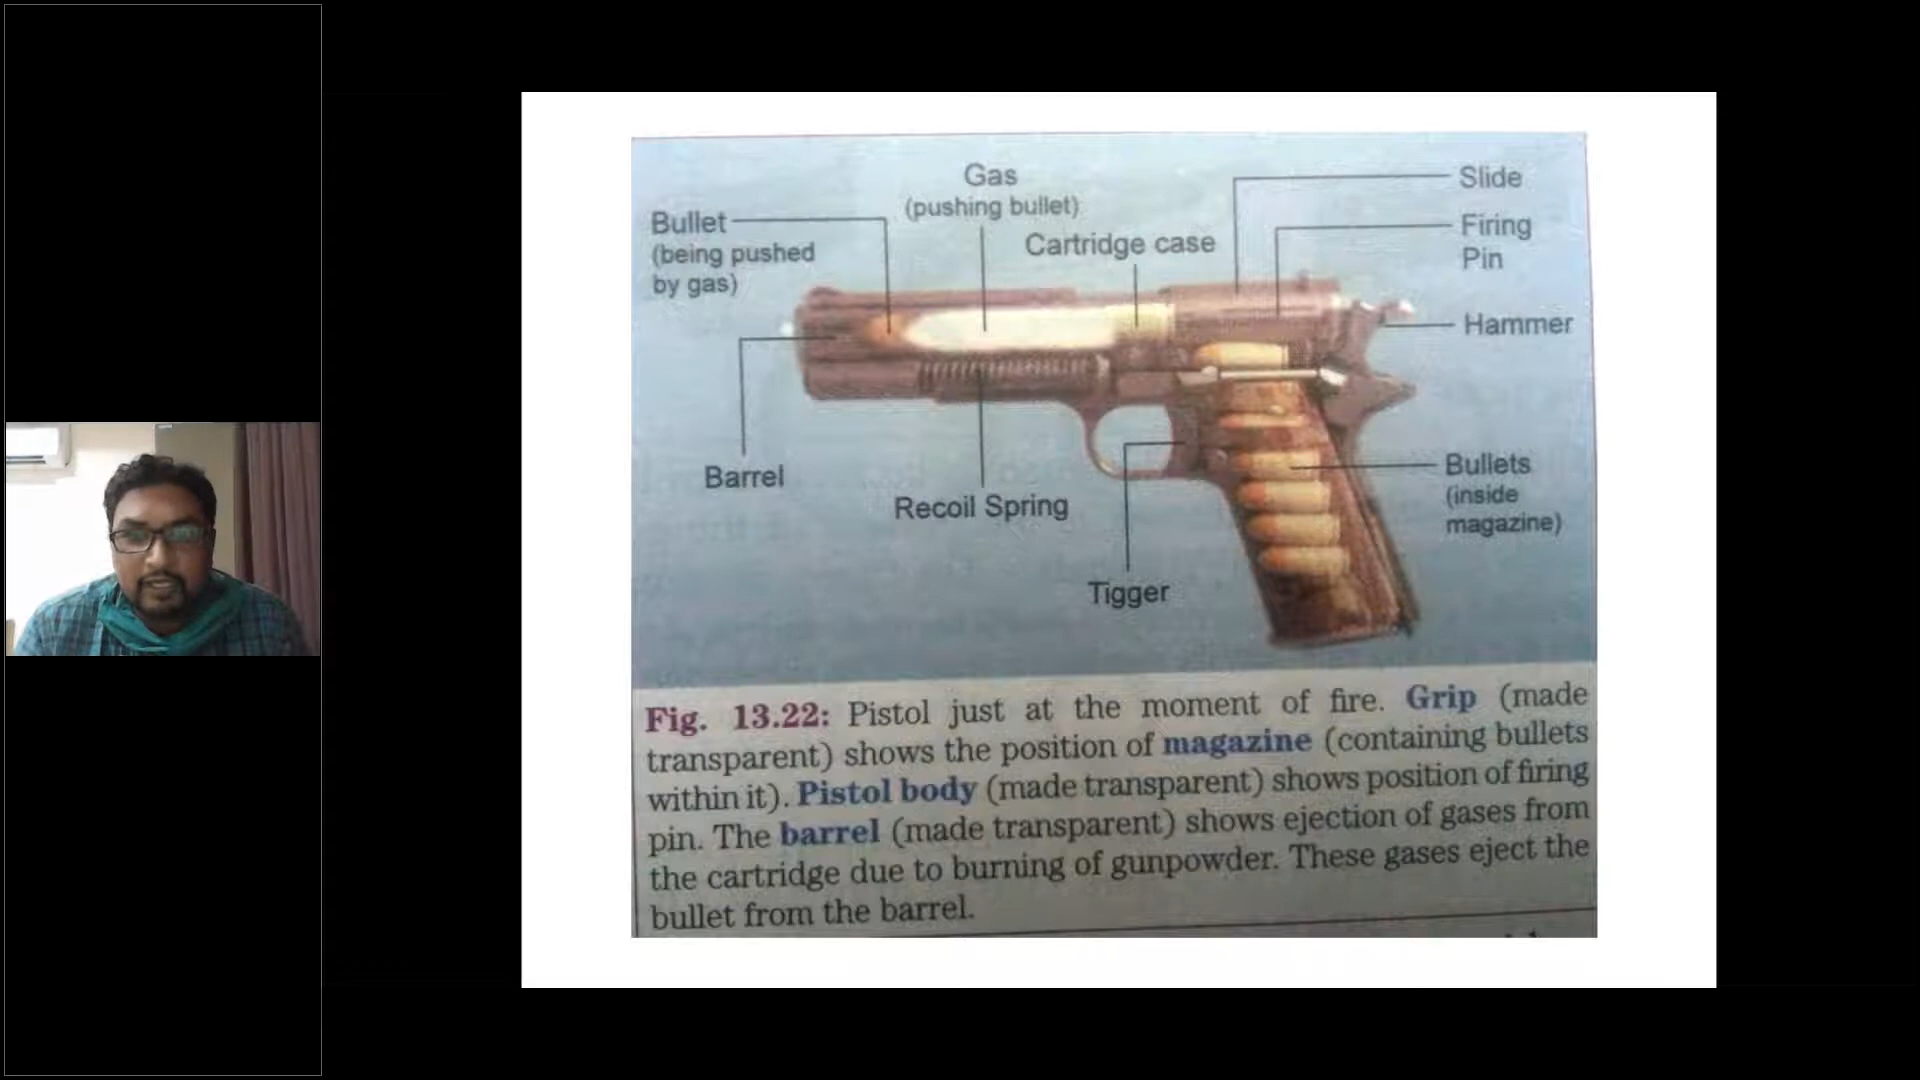 Gas
(pushing bullet)
Slide
Bullet
(being pushed
by gas)
Cartridge case
Firing
Pin
Hammer
Barrel
Recoil Spring
Bullets
(inside
magazine)
Tigger
Fig. 13.22: Pistol just at the moment of fire. Grip (made
transparent) shows the position of magazine (containing bullets
within it). Pistol body (made transparent) shows position of firing
pin. The barrel (made transparent) shows ejection of gases from
the cartridge due to burning of gunpowder. These gases eject the
bullet from the barrel.